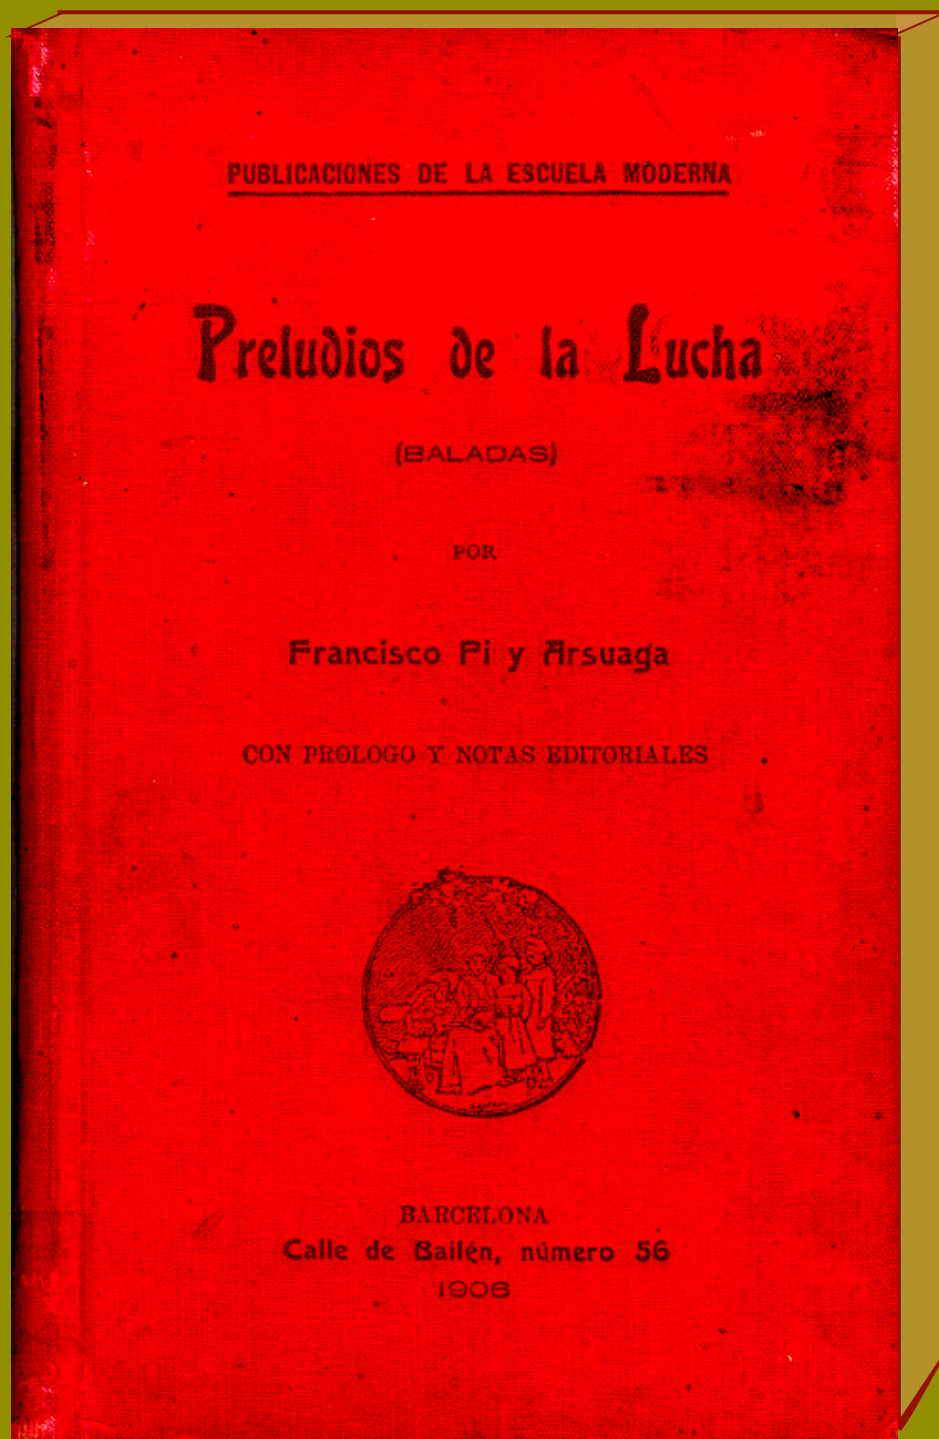 PUBLICACIONES DE LA ESCUELA MODERNA
Preludios de la Lucha
(BALADAS)
POR
Francisco Pi y Arsuaga
CON PROLOGO Y NOTAS EDITORIALES
BARCELONA
Calle de Bailén, número 56
1906